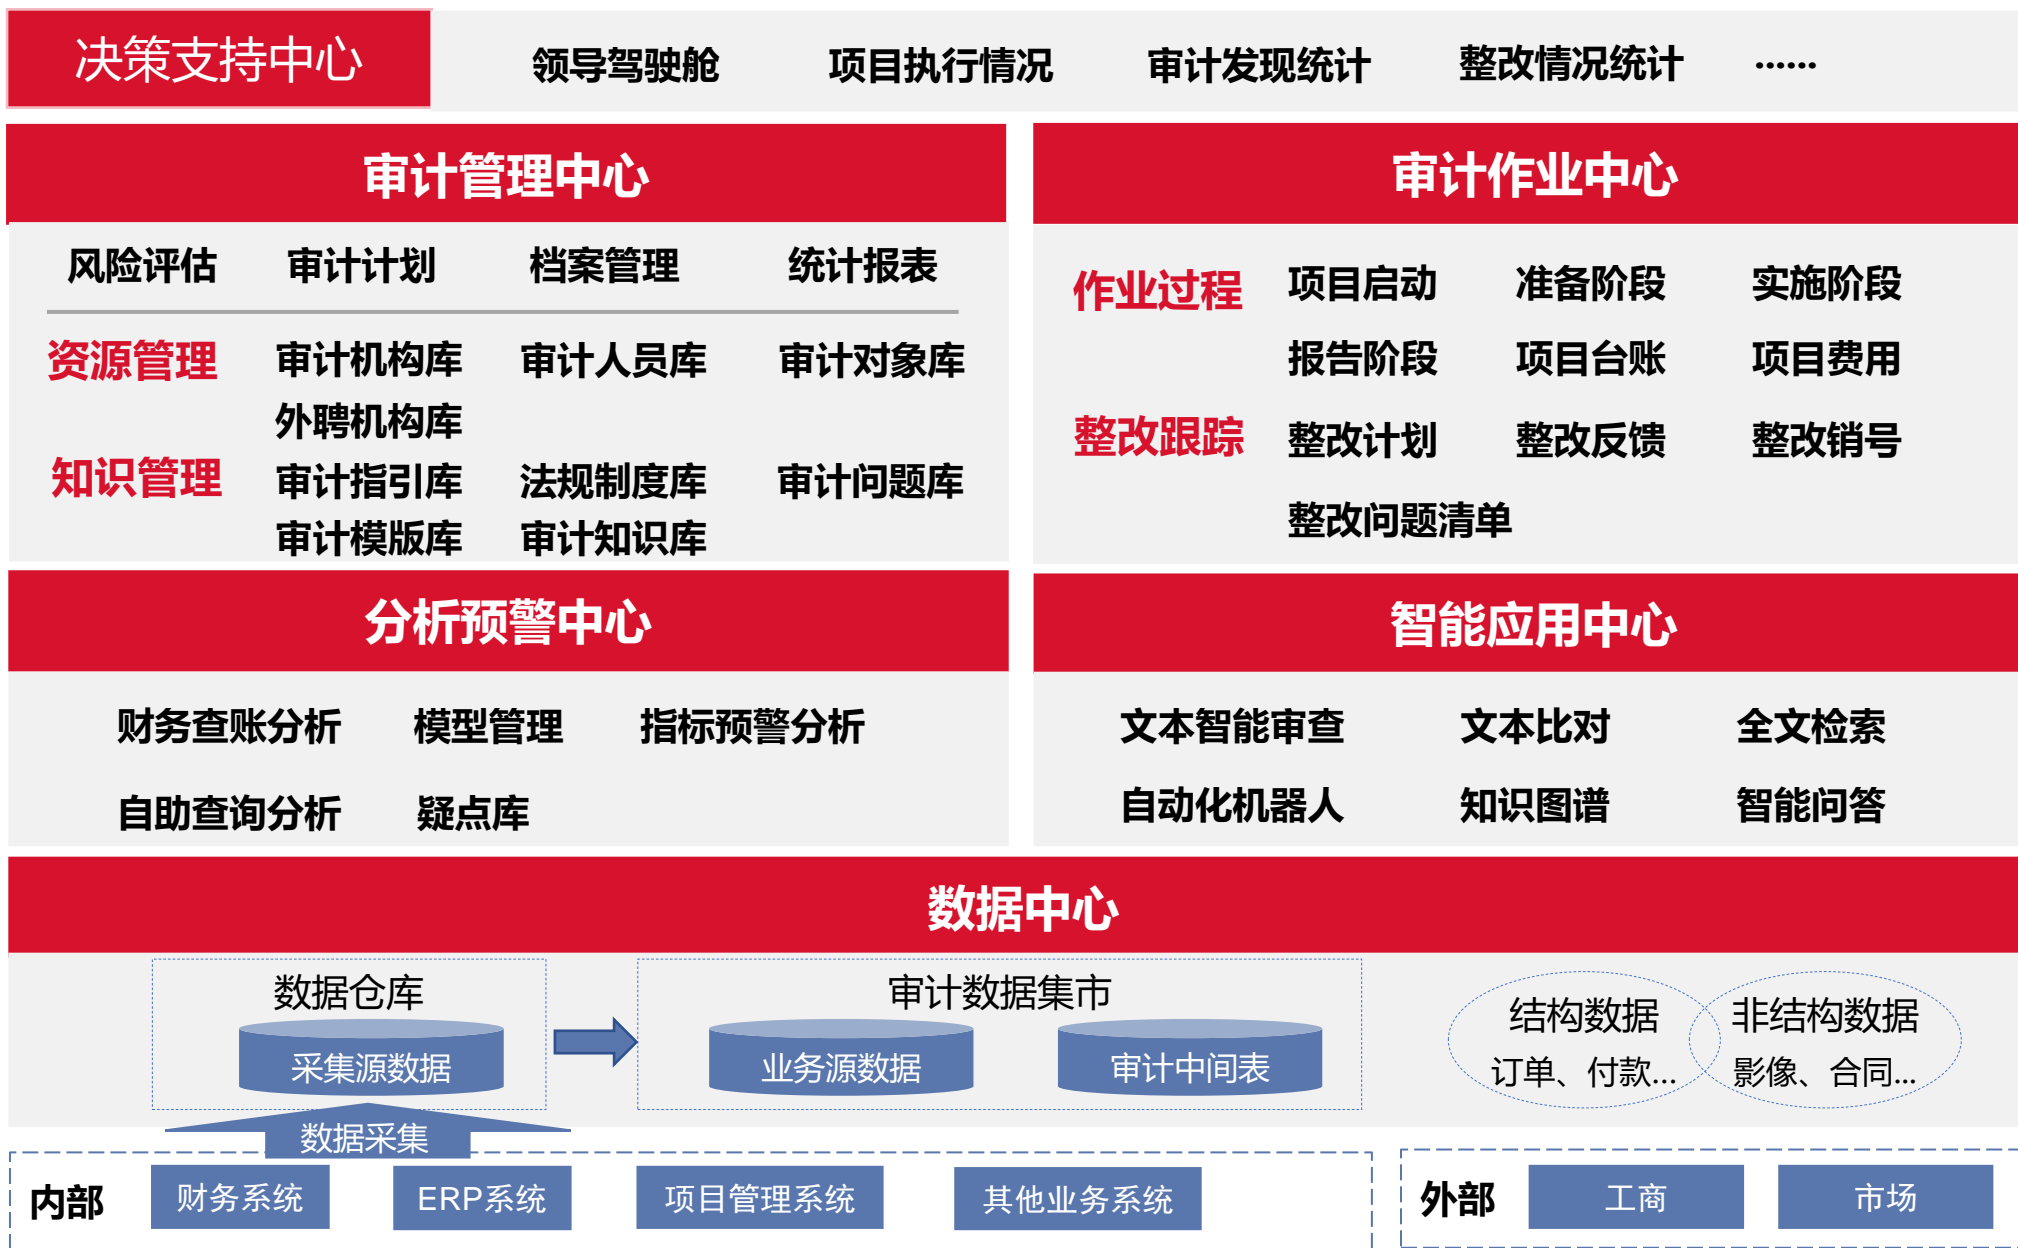 决策支持中心 领导驾驶舱 项目执行情况 审计发现统计 整改情况统计 ······
审计管理中心
风险评估 审计计划 档案管理 统计报表
资源管理 审计机构库 审计人员库 审计对象库
外聘机构库
知识管理 审计指引库 法规制度库 审计问题库
审计模版库 审计知识库
审计作业中心
作业过程 项目启动 准备阶段 实施阶段
报告阶段 项目台账 项目费用
整改跟踪 整改计划 整改反馈 整改销号
整改问题清单
分析预警中心
财务查账分析 模型管理 指标预警分析
自助查询分析 疑点库
智能应用中心
文本智能审查 文本比对 全文检索
自动化机器人 知识图谱 智能问答
数据中心
数据仓库
采集源数据
审计数据集市
业务源数据 审计中间表
结构数据
订单、付款...
非结构数据
影像、合同...
数据采集
内部 财务系统 ERP系统 项目管理系统 其他业务系统
外部 工商 市场